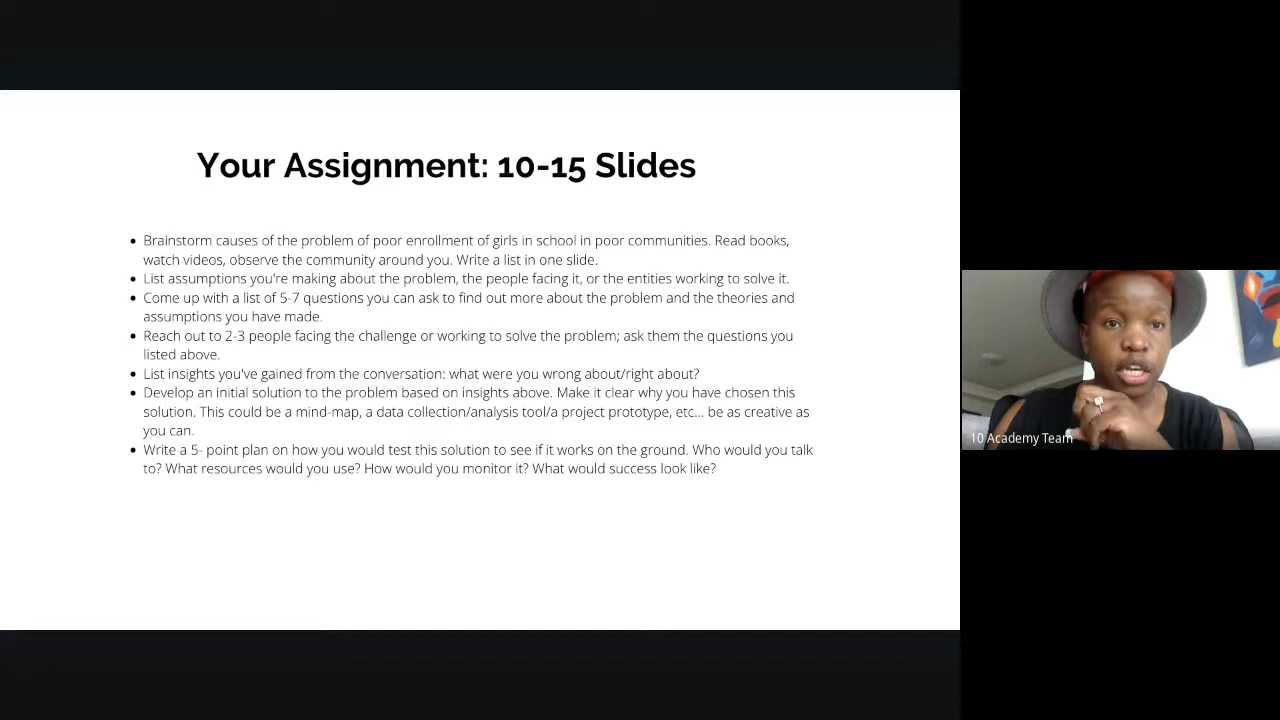 Your Assignment: 10-15 Slides
• Brainstorm causes of the problem of poor enrollment of girls in school in poor communities. Read books,
watch videos, observe the community around you. Write a list in one slide.
• List assumptions you're making about the problem, the people facing it, or the entities working to solve it.
• Come up with a list of 5-7 questions you can ask to find out more about the problem and the theories and
assumptions you have made.
• Reach out to 2-3 people facing the challenge or working to solve the problem; ask them the questions you
listed above.
• List insights you've gained from the conversation: what were you wrong about/right about?
• Develop an initial solution to the problem based on insights above. Make it clear why you have chosen this
solution. This could be a mind-map, a data collection/analysis tool/a project prototype, etc... be as creative as
you can.
• Write a 5- point plan on how you would test this solution to see if it works on the ground. Who would you talk
to? What resources would you use? How would you monitor it? What would success look like?
10 Academy Team